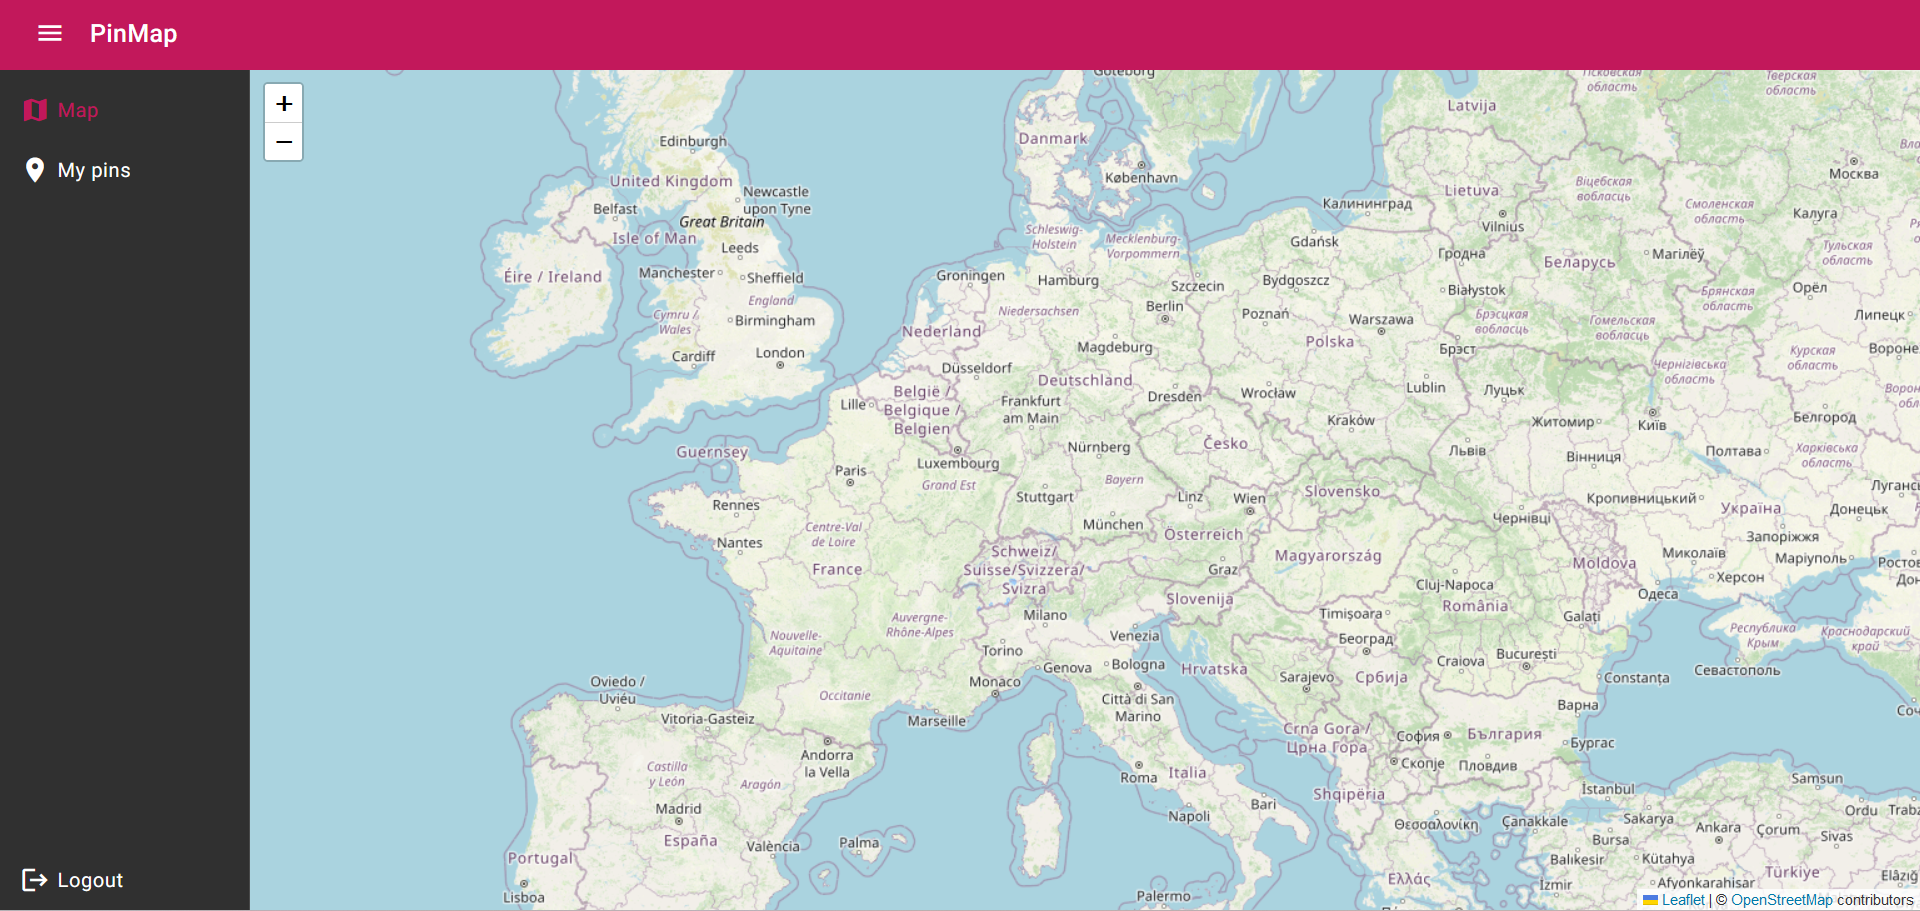 PinMap
Map
My pins
Logout
+
−
Göteborg
Псковская
область
Тверская
область
Latvija
Edinburgh
Danmark
Москва
København
United Kingdom
Newcastle
upon Tyne
Lietuva
Віцебская
вобласць
Belfast
Great Britain
Калининград
Смоленская
область
Калуга
Isle of Man
Leeds
Schleswig-
Holstein
Mecklenburg-
Vorpommern
Gdańsk
Vilnius
Гродна
Магілёў
Тульская
область
Éire / Ireland
Manchester
Sheffield
Groningen
Hamburg
Szczecin
Bydgoszcz
Беларусь
Białystok
Брянская
область
Орёл
England
Cymru /
Wales
Birmingham
Nederland
Niedersachsen
Berlin
Poznań
Warszawa
Брэсцкая
вобласць
Гомельская
вобласць
Липецк
Cardiff
London
Magdeburg
Polska
Брэст
Курская
область
Düsseldorf
Deutschland
Чернігівська
область
België /
Belgique /
Belgien
Lille
Frankfurt
am Main
Dresden
Wrocław
Lublin
Луцьк
Белгород
Kraków
Житомир
Київ
Guernsey
Nürnberg
Česko
Львів
Вінниця
Полтава
Харківська
область
Paris
Luxembourg
Grand Est
Bayern
Rennes
Stuttgart
Linz
Wien
Slovensko
Кропивницький
Україна
Донецьк
Centre-Val
de Loire
München
Österreich
Чернівці
Запоріжжя
Nantes
Schweiz/
Suisse/Svizzera/
Svizra
Magyarország
Миколаїв
Маріуполь
France
Graz
Cluj-Napoca
Moldova
Херсон
Slovenija
România
Одеса
Auvergne-
Rhône-Alpes
Milano
Timișoara
Galați
Nouvelle-
Aquitaine
Venezia
Београд
Республика
Крым
Краснодарский
край
Torino
Genova
Bologna
Hrvatska
Craiova
București
Севастополь
Oviedo /
Uviéu
Monaco
Sarajevo
Србија
Constanța
Occitanie
Città di San
Marino
Варна
Vitoria-Gasteiz
Marseille
Crna Gora /
Црна Гора
София
България
Бургас
Andorra
la Vella
Castilla
y León
Aragón
Roma
Italia
Скопје
Пловдив
Samsun
Shqipëria
İstanbul
Madrid
Napoli
Bari
Θεσσαλονίκη
Çanakkale
Sakarya
Ankara
Çorum
Ordu
España
València
Palma
Bursa
Sivas
Portugal
Balıkesir
Kütahya
Türkiye
Elâzığ
Lisboa
Palermo
Ελλάς
İzmir
Afyonkarahisar
Leaflet | © OpenStreetMap contributors